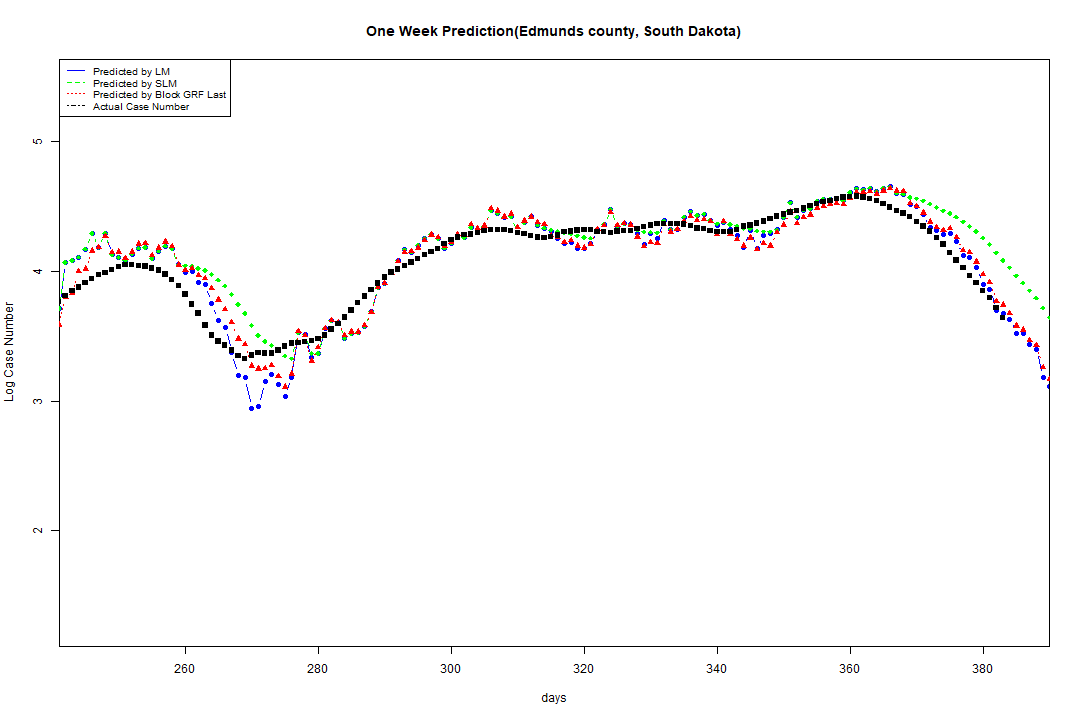 One Week Prediction(Edmunds county, South Dakota)
Predicted by LM
Predicted by SLM
Predicted by Block GRF Last
Actual Case Number
5
4
3
2
Log Case Number
260 280 300 320 340 360 380
days